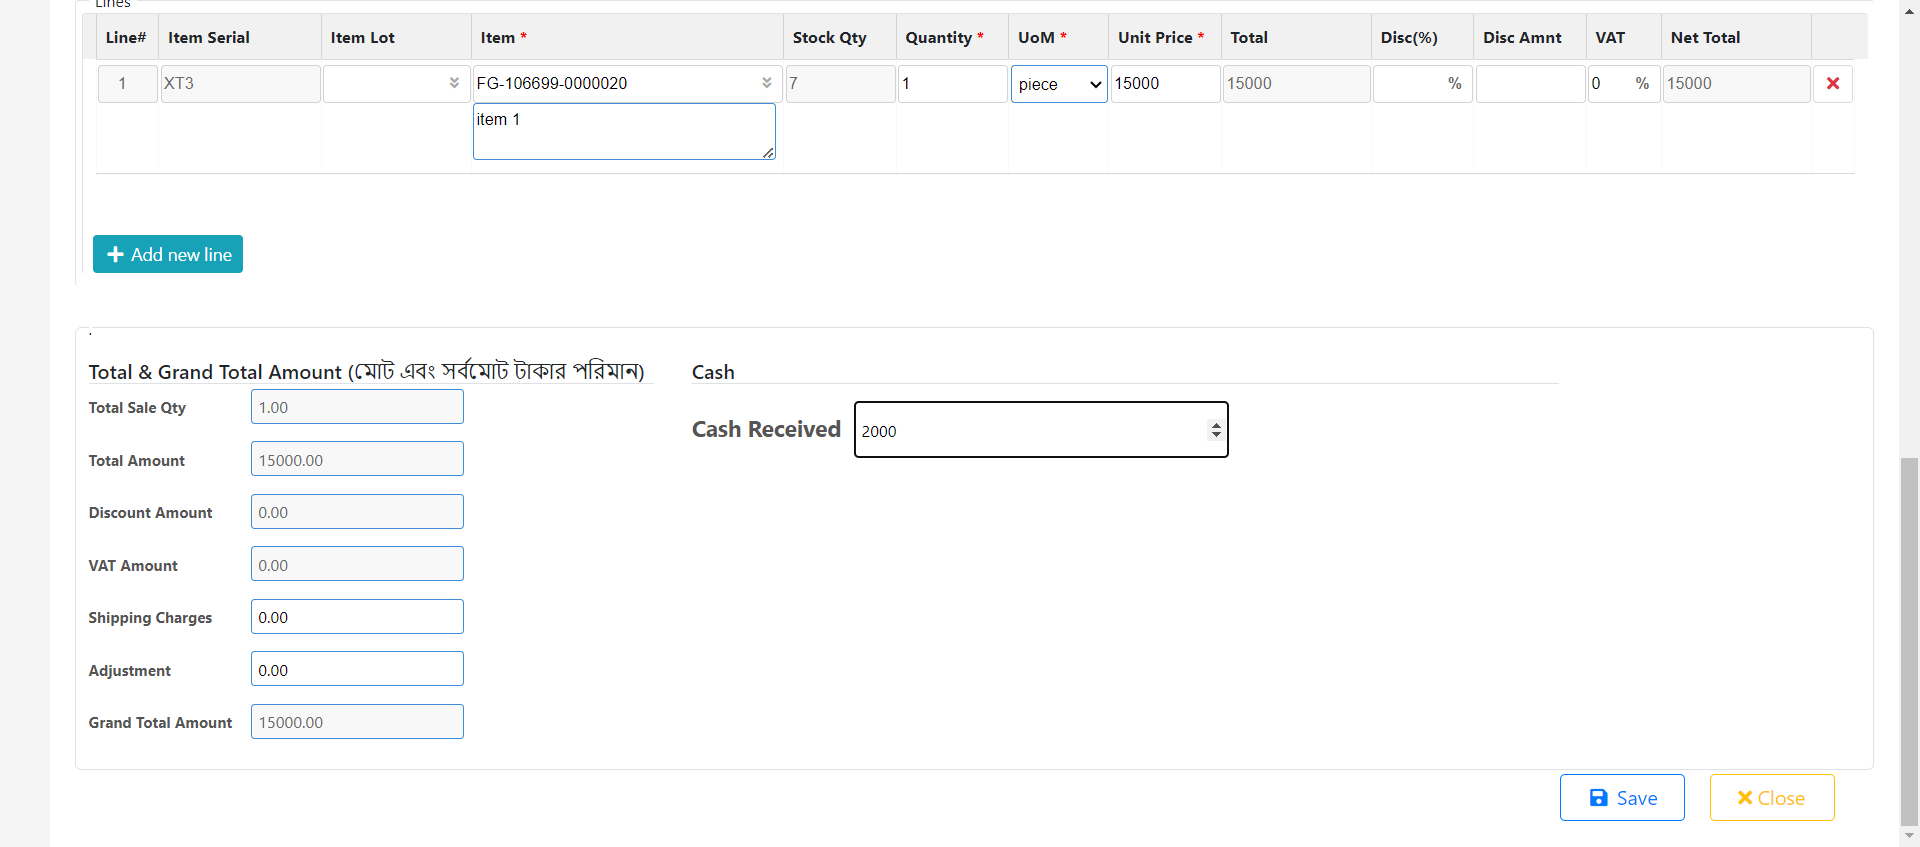 Lines
Line# Item Serial Item Lot Item * Stock Qty Quantity * UoM * Unit Price * Total Disc(%) Disc Amnt VAT Net Total
1 XT3 FG-106699-0000020 7 1 piece 15000 15000 % 0 % 15000
item 1
Add new line
Total & Grand Total Amount (মোট এবং সর্বমোট টাকার পরিমান) Cash
Total Sale Qty 1.00
Cash Received 2000
Total Amount 15000.00
Discount Amount 0.00
VAT Amount 0.00
Shipping Charges 0.00
Adjustment 0.00
Grand Total Amount 15000.00
Save Close